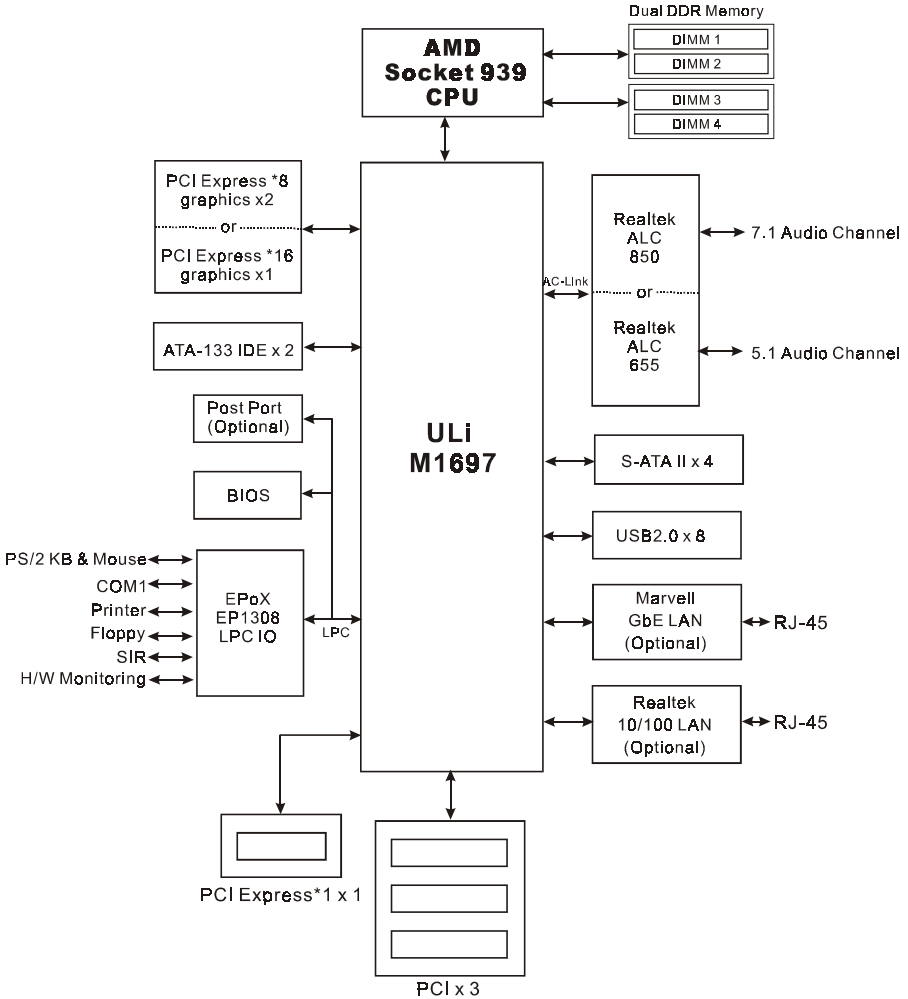 Dual DDR Memory
AMD
Socket 939
CPU
DIMM 1
DIMM 2
DIMM 3
DIMM 4
PCI Express *8
graphics x2
or
PCI Express *16
graphics x1
ATA-133 IDE x 2
Post Port
(Optional)
BIOS
PS/2 KB & Mouse
COM1
Printer
Floppy
SIR
H/W Monitoring
EPoX
EP1308
LPC IO
LPC
ULi
M1697
AC-Link
Realtek
ALC
850
or
Realtek
ALC
655
7.1 Audio Channel
5.1 Audio Channel
S-ATA II x 4
USB2.0 x 8
Marvell
GbE LAN
(Optional)
RJ-45
Realtek
10/100 LAN
(Optional)
RJ-45
PCI Express*1 x 1
PCI x 3